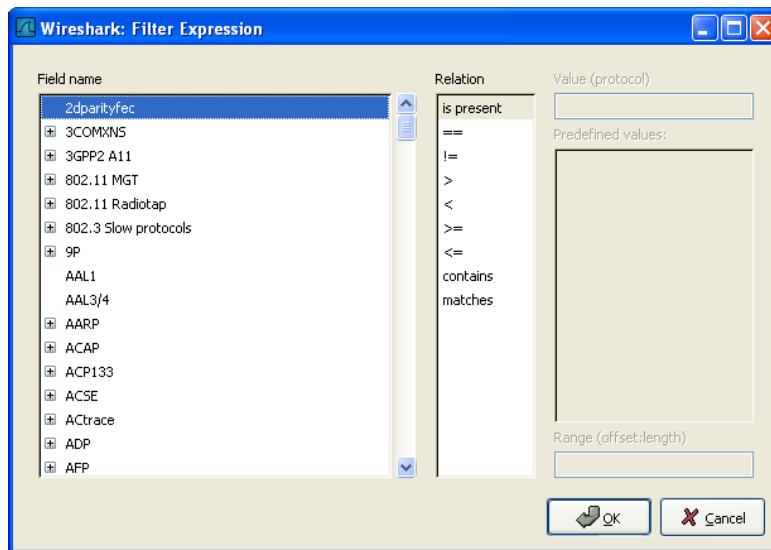 Wireshark: Filter Expression
Field name
2dparityfec
3COMXNS
3GPP2 A11
802.11 MGT
802.11 Radiotap
802.3 Slow protocols
9P
AAL1
AAL3/4
AARP
ACAP
ACP133
ACSE
ACtrace
ADP
AFP
Relation
is present
==
!=
>
<
>=
<=
contains
matches
Value (protocol)
Predefined values:
Range (offset:length)
OK
Cancel